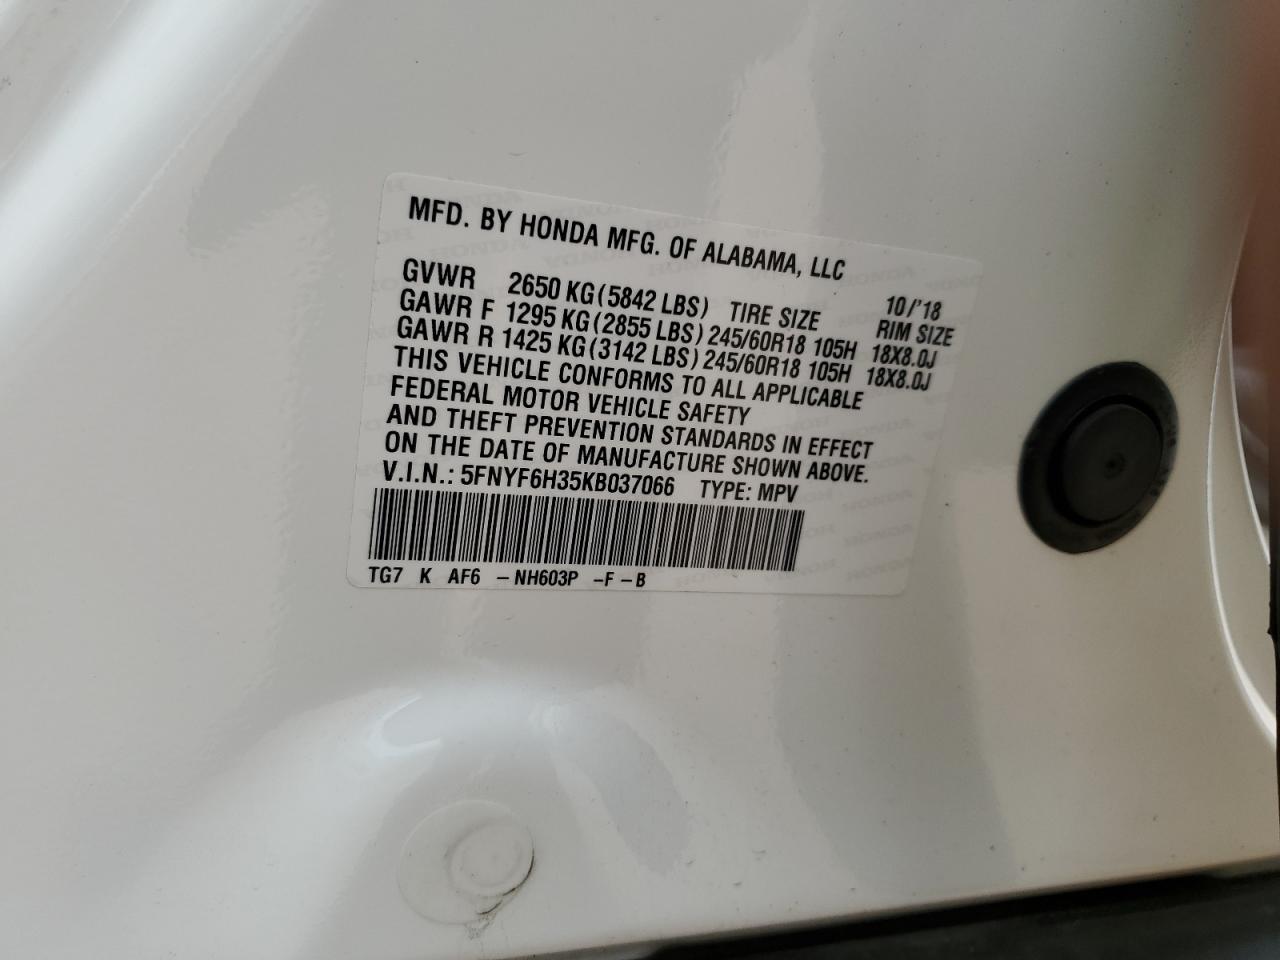 MFD. BY HONDA MFG. OF ALABAMA, LLC
10/'18
GVWR 2650 KG(5842 LBS) TIRE SIZE RIM SIZE
GAWR F 1295 KG(2855 LBS) 245/60R18 105H 18X8.0J
GAWR R 1425 KG(3142 LBS) 245/60R18 105H 18X8.0J
THIS VEHICLE CONFORMS TO ALL APPLICABLE
FEDERAL MOTOR VEHICLE SAFETY
AND THEFT PREVENTION STANDARDS IN EFFECT
ON THE DATE OF MANUFACTURE SHOWN ABOVE.
V.I.N.: 5FNYF6H35KB037066 TYPE: MPV
TG7 K AF6 -NH603P -F-B